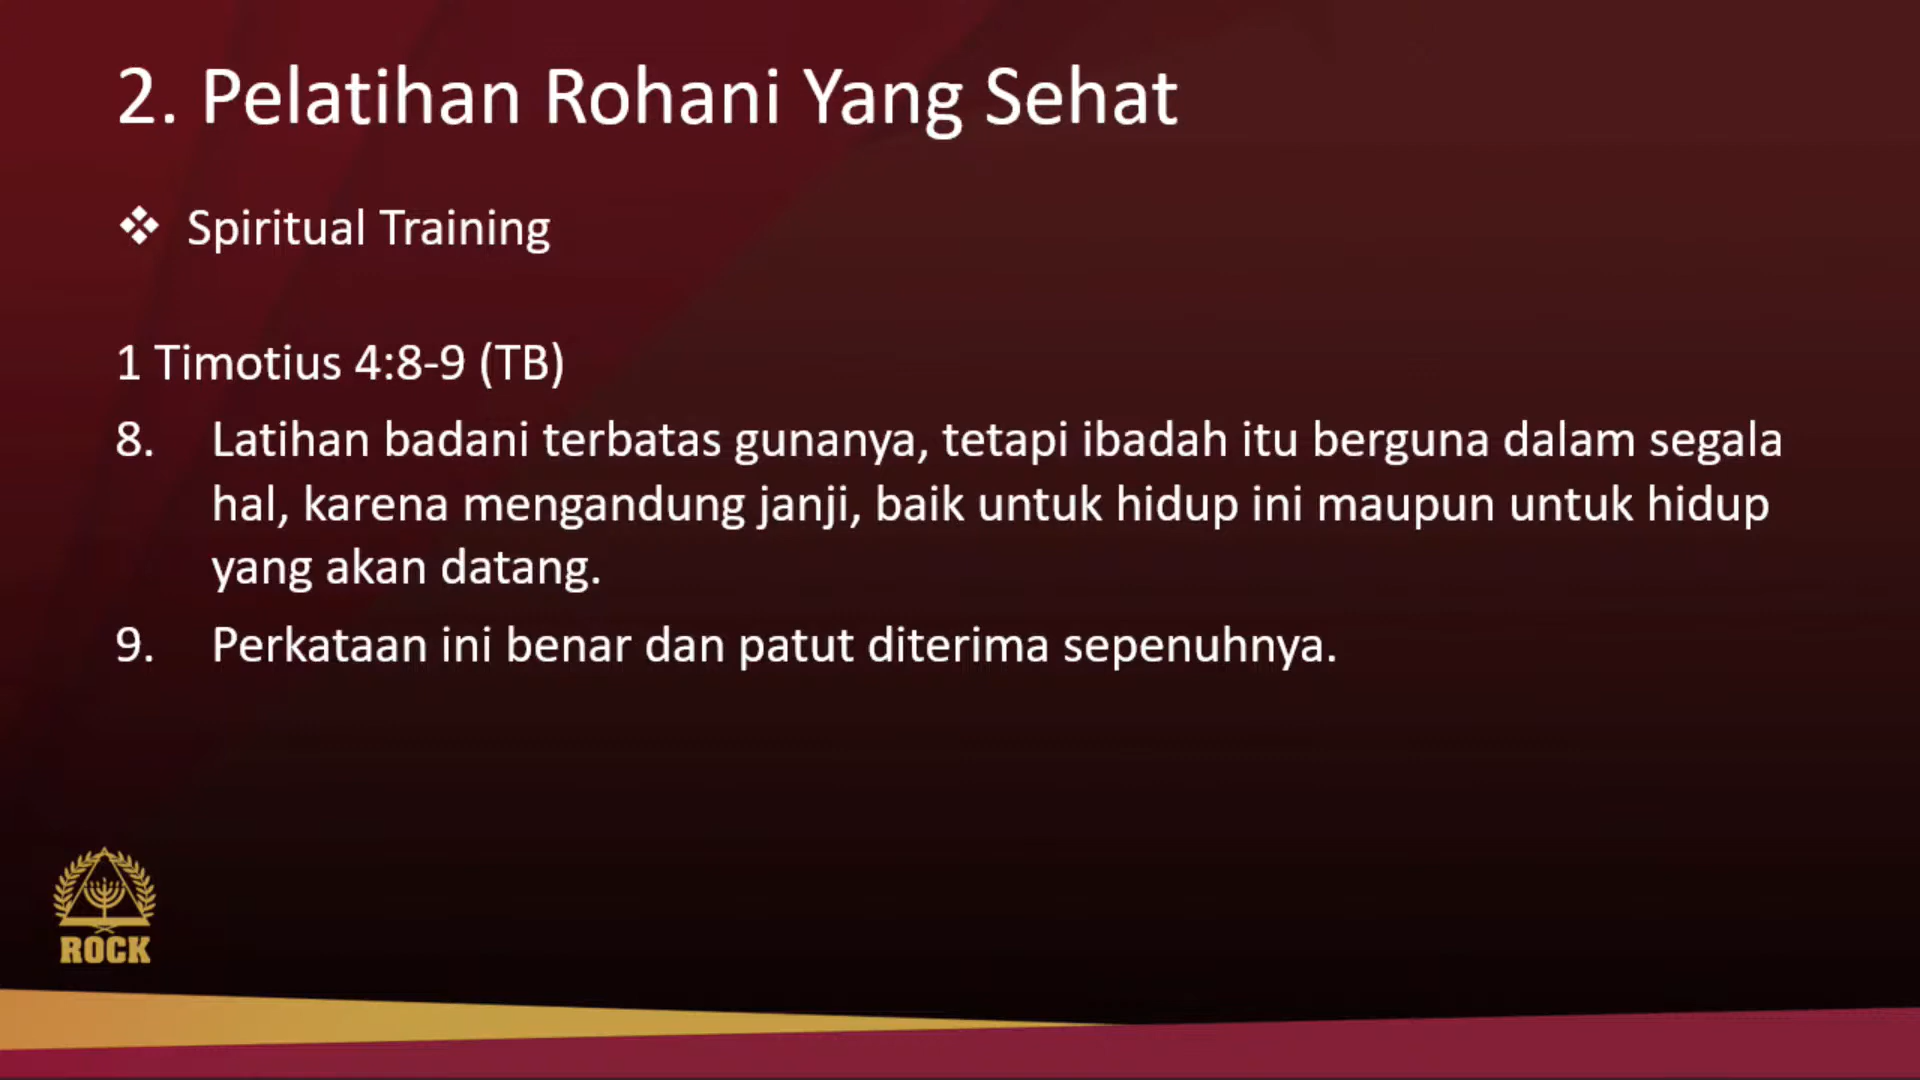 2. Pelatihan Rohani Yang Sehat
❖ Spiritual Training
1 Timotius 4:8-9 (TB)
8. Latihan badani terbatas gunanya, tetapi ibadah itu berguna dalam segala
hal, karena mengandung janji, baik untuk hidup ini maupun untuk hidup
yang akan datang.
9. Perkataan ini benar dan patut diterima sepenuhnya.
ROCK